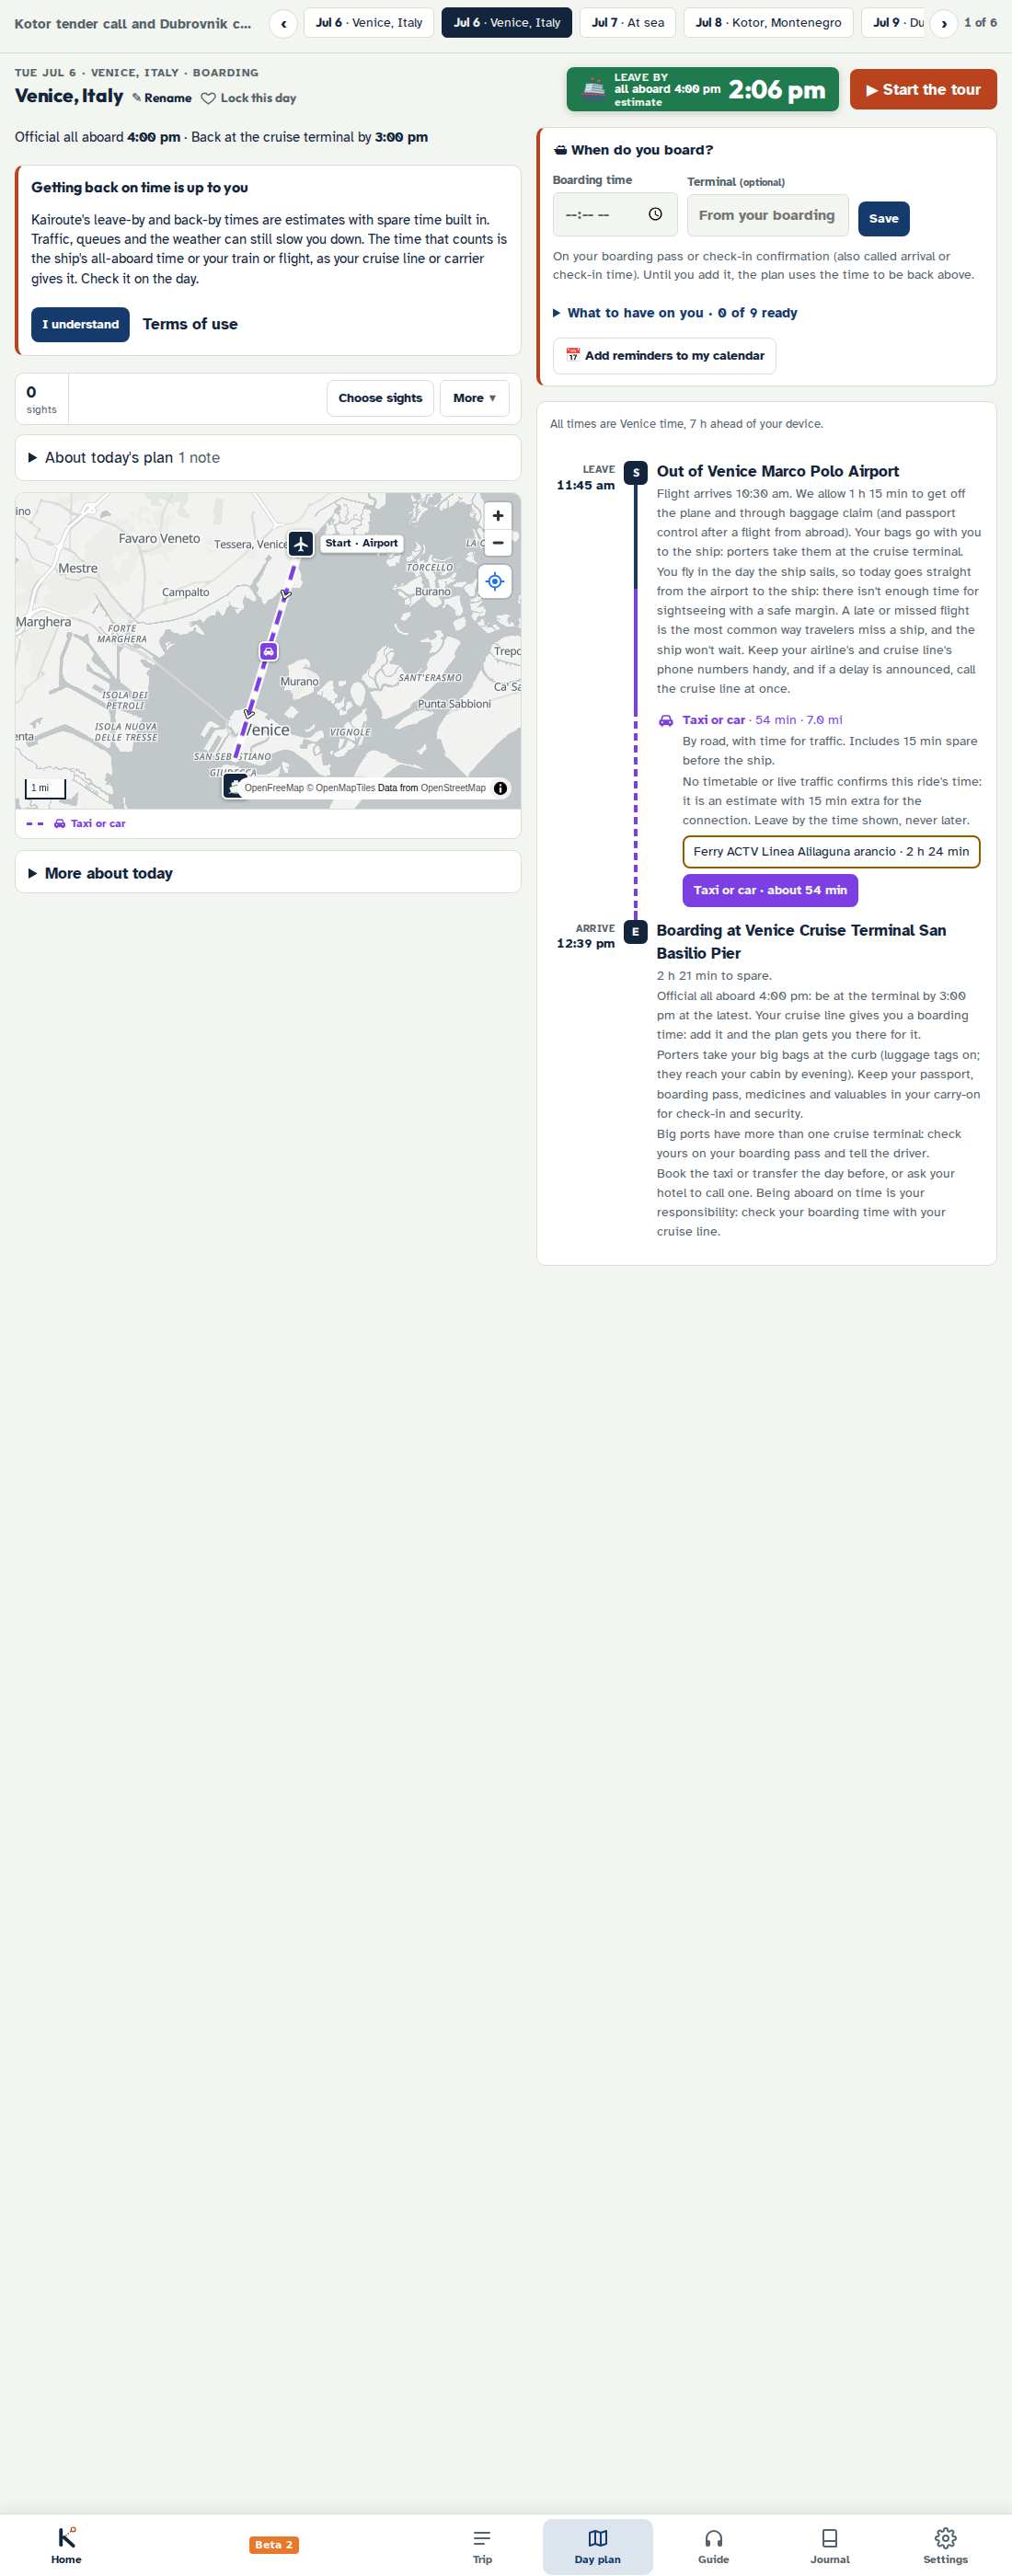 Kotor tender call and Dubrovnik c...
‹
Jul 6 · Venice, Italy
Jul 6 · Venice, Italy
Jul 7 · At sea
Jul 8 · Kotor, Montenegro
Jul 9 · Du
›
1 of 6
TUE JUL 6 · VENICE, ITALY · BOARDING
Venice, Italy
✎ Rename
Lock this day
LEAVE BY
all aboard 4:00 pm
estimate
2:06 pm
▶ Start the tour
Official all aboard 4:00 pm · Back at the cruise terminal by 3:00 pm
Getting back on time is up to you
Kairoute's leave-by and back-by times are estimates with spare time built in.
Traffic, queues and the weather can still slow you down. The time that counts is
the ship's all-aboard time or your train or flight, as your cruise line or carrier
gives it. Check it on the day.
I understand
Terms of use
0
sights
Choose sights
More ▾
▶ About today's plan 1 note
ino
Favaro Veneto
Tessera, Venice
Start · Airport
LA C
+
−
Mestre
TORCELLO
Campalto
Burano
Marghera
FORTE
MARGHERA
Trepo
Murano
SANT'ERASMO
Ca' Sa
ISOLA DEI
PETROLI
Punta Sabbioni
ISOLA NUOVA
DELLE TRESSE
enta
Venice
VIGNOLE
SAN SEBASTIANO
GIUDECCA
1 mi
OpenFreeMap © OpenMapTiles Data from OpenStreetMap
Taxi or car
▶ More about today
When do you board?
Boarding time
Terminal (optional)
--:-- --
From your boarding
Save
On your boarding pass or check-in confirmation (also called arrival or
check-in time). Until you add it, the plan uses the time to be back above.
▶ What to have on you · 0 of 9 ready
Add reminders to my calendar
All times are Venice time, 7 h ahead of your device.
LEAVE
11:45 am
S
Out of Venice Marco Polo Airport
Flight arrives 10:30 am. We allow 1 h 15 min to get off
the plane and through baggage claim (and passport
control after a flight from abroad). Your bags go with you
to the ship: porters take them at the cruise terminal.
You fly in the day the ship sails, so today goes straight
from the airport to the ship: there isn't enough time for
sightseeing with a safe margin. A late or missed flight
is the most common way travelers miss a ship, and the
ship won't wait. Keep your airline's and cruise line's
phone numbers handy, and if a delay is announced, call
the cruise line at once.
Taxi or car · 54 min · 7.0 mi
By road, with time for traffic. Includes 15 min spare
before the ship.
No timetable or live traffic confirms this ride's time:
it is an estimate with 15 min extra for the
connection. Leave by the time shown, never later.
Ferry ACTV Linea Alilaguna arancio · 2 h 24 min
Taxi or car · about 54 min
ARRIVE
12:39 pm
E
Boarding at Venice Cruise Terminal San
Basilio Pier
2 h 21 min to spare.
Official all aboard 4:00 pm: be at the terminal by 3:00
pm at the latest. Your cruise line gives you a boarding
time: add it and the plan gets you there for it.
Porters take your big bags at the curb (luggage tags on;
they reach your cabin by evening). Keep your passport,
boarding pass, medicines and valuables in your carry-on
for check-in and security.
Big ports have more than one cruise terminal: check
yours on your boarding pass and tell the driver.
Book the taxi or transfer the day before, or ask your
hotel to call one. Being aboard on time is your
responsibility: check your boarding time with your
cruise line.
Home
Beta 2
Trip
Day plan
Guide
Journal
Settings